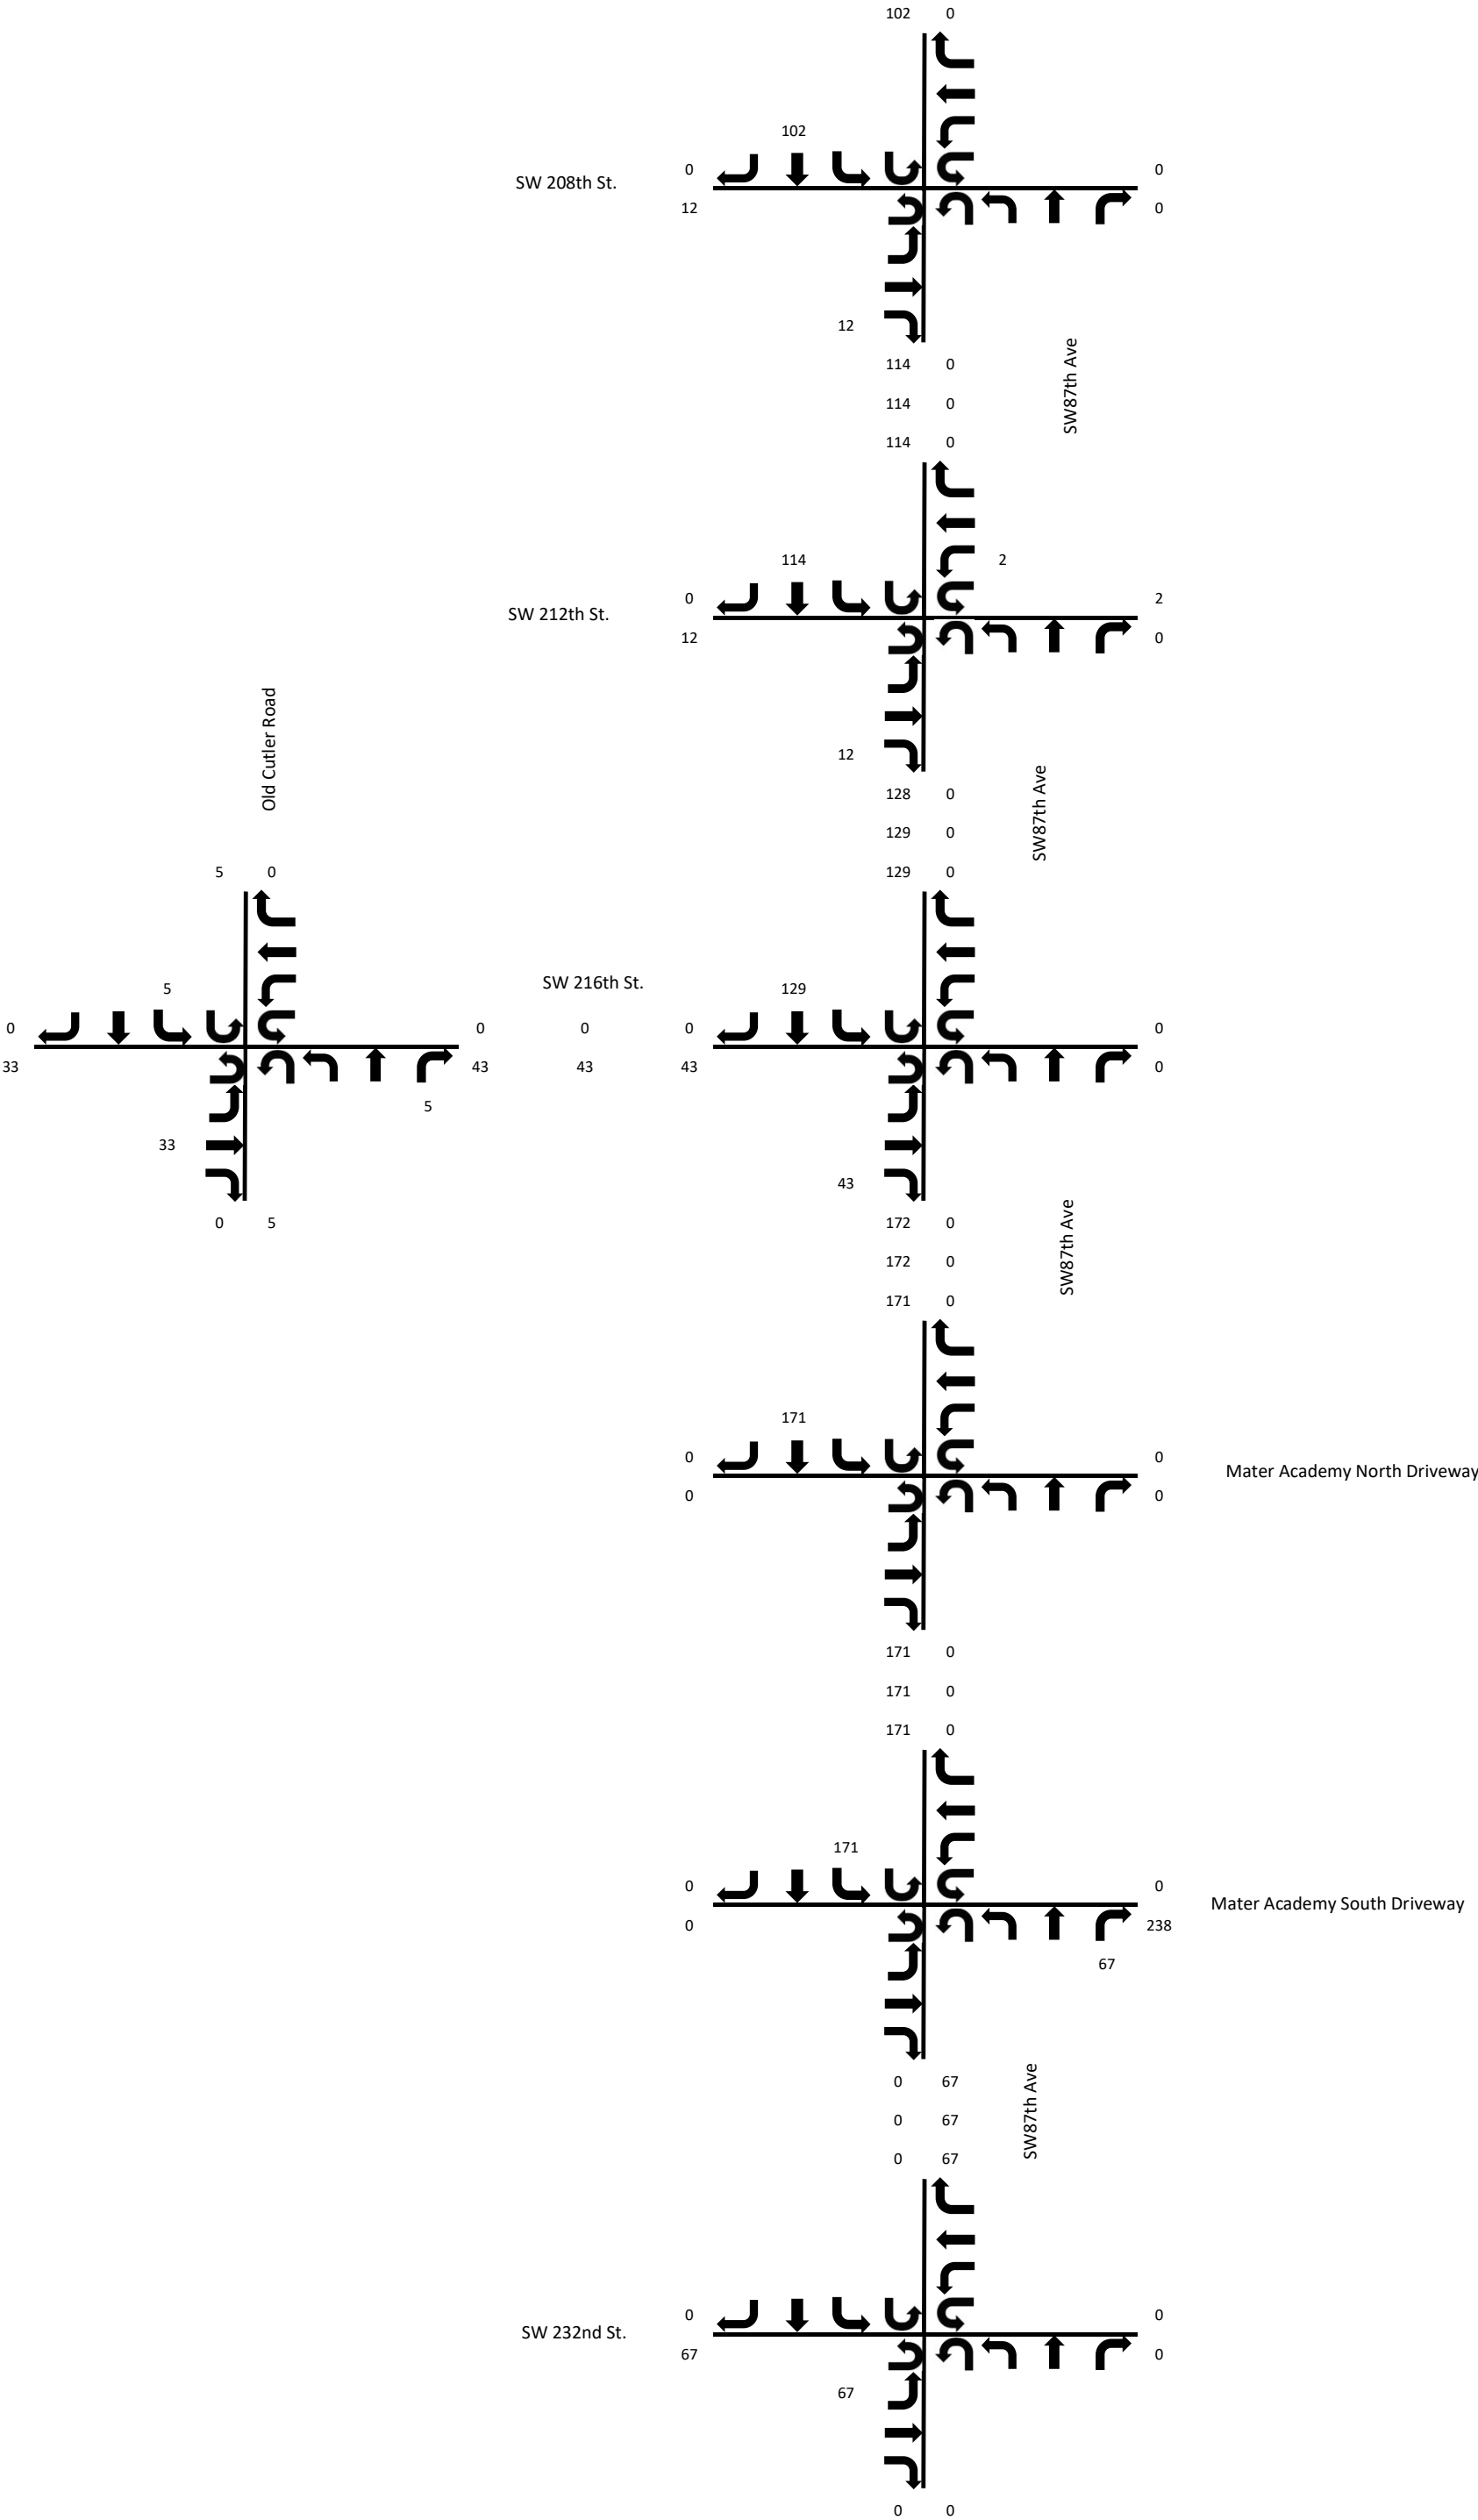 102 0
102
0 0
SW 208th St.
12 0
12
SW87th Ave
114 0
114 0
114 0
114 2
0 2
SW 212th St.
12 0
Old Cutler Road
12
SW87th Ave
128 0
129 0
5 0 129 0
SW 216th St.
5 129
0 0 0 0 0
33 43 43 43 0
5
33
43
SW87th Ave
0 5 172 0
172 0
171 0
171
0 0
Mater Academy North Driveway
0 0
171 0
171 0
171 0
171
0 0
Mater Academy South Driveway
0 238
67
SW87th Ave
0 67
0 67
0 67
0 0
SW 232nd St.
67 0
67
0 0